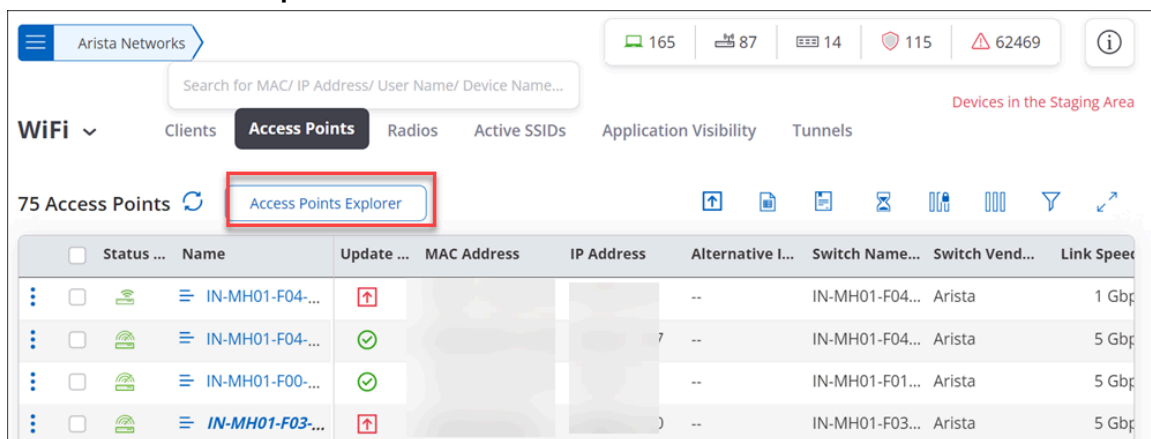 Arista Networks
165 87 14 115 62469
Search for MAC/ IP Address/ User Name/ Device Name...
Devices in the Staging Area
WiFi Clients Access Points Radios Active SSIDs Application Visibility Tunnels
75 Access Points Access Points Explorer
Status ... Name Update ... MAC Address IP Address Alternative I... Switch Name... Switch Vend... Link Speed
IN-MH01-F04-... -- IN-MH01-F04... Arista 1 Gbp
IN-MH01-F04-... 7 -- IN-MH01-F04... Arista 5 Gbp
IN-MH01-F00-... -- IN-MH01-F01... Arista 5 Gbp
IN-MH01-F03-... -- IN-MH01-F03... Arista 5 Gbp